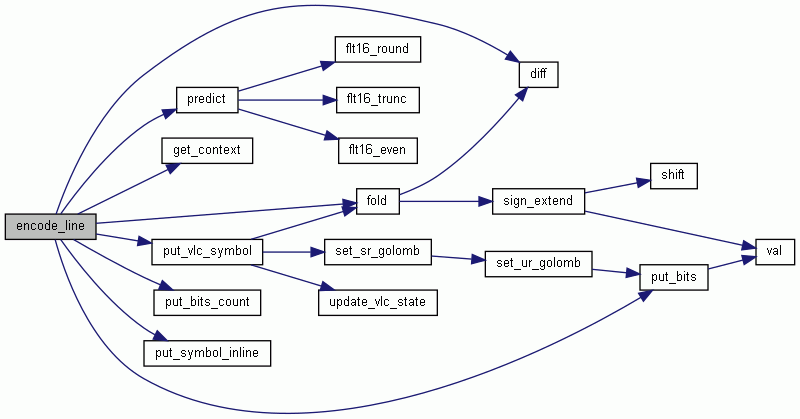 flt16_round
diff
predict
flt16_trunc
get_context
flt16_even
shift
fold
sign_extend
encode_line
put_vlc_symbol
set_sr_golomb
val
set_ur_golomb
put_bits
put_bits_count
update_vlc_state
put_symbol_inline